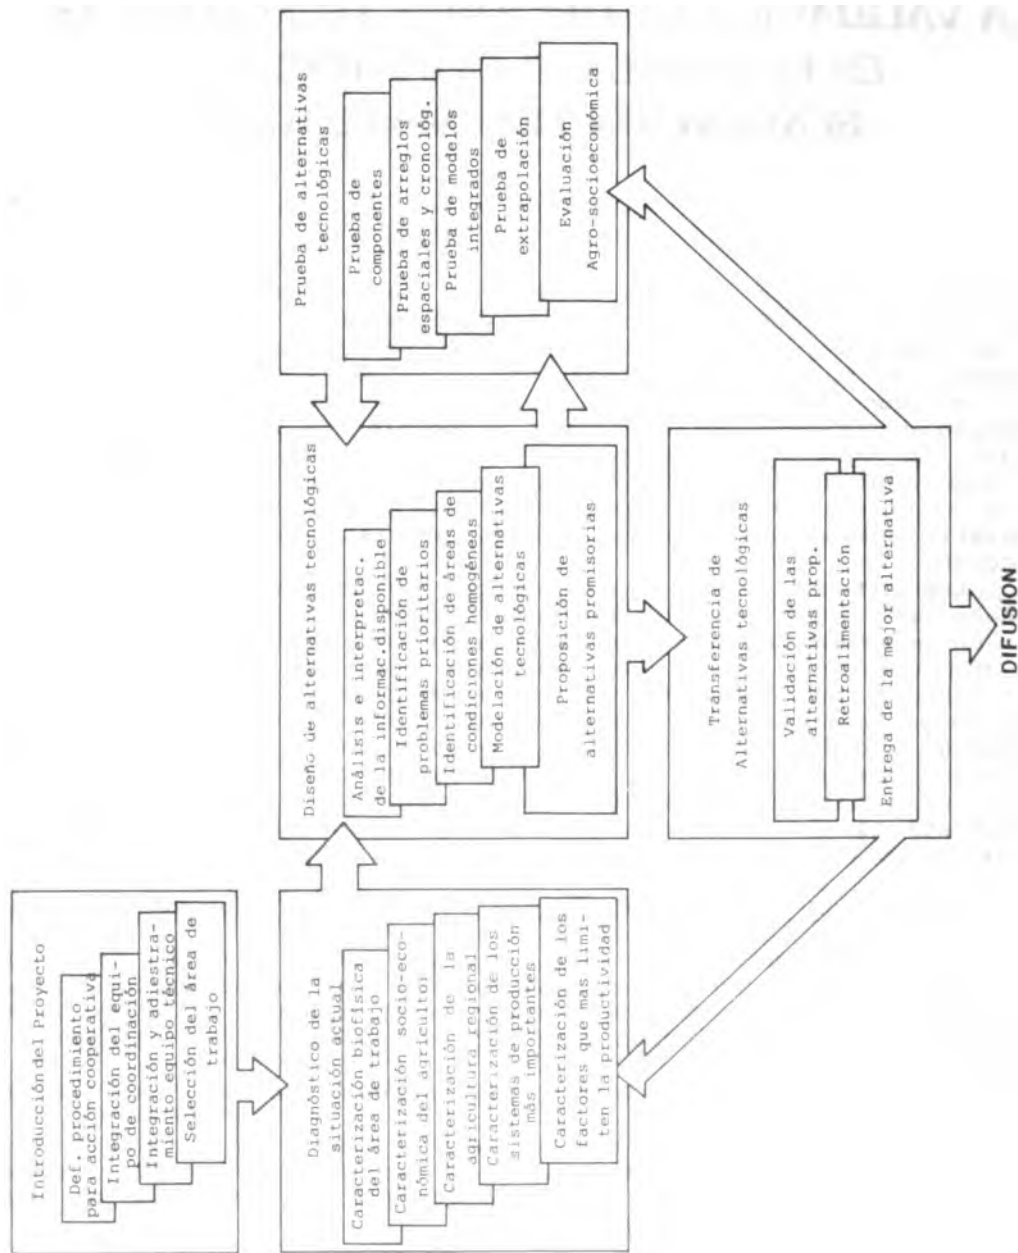 Introducción del Proyecto
Def. procedimiento
para acción cooperativa
Integración del equi-
po de coordinación
Integración y adiestra-
miento equipo técnico
Selección del área de
trabajo
Diagnóstico de la
situación actual
Caracterización biofísica
del área de trabajo
Caracterización socio-eco-
nómica del agricultor
Caracterización de la
agricultura regional
Caracterización de los
sistemas de producción
más importantes
Caracterización de los
factores que más limi-
ten la productividad
Diseño de alternativas tecnológicas
Análisis e interpretac.
de la informac.disponible
Identificación de
problemas prioritarios
Identificación de áreas de
condiciones homogéneas
Modelación de alternativas
tecnológicas
Proposición de
alternativas promisorias
Prueba de alternativas
tecnológicas
Prueba de
componentes
Prueba de arreglos
espaciales y cronológ.
Prueba de modelos
integrados
Prueba de
extrapolación
Evaluación
Agro-socioeconómica
Transferencia de
Alternativas tecnológicas
Validación de las
alternativas prop.
Retroalimentación
Entrega de la mejor alternativa
DIFUSION